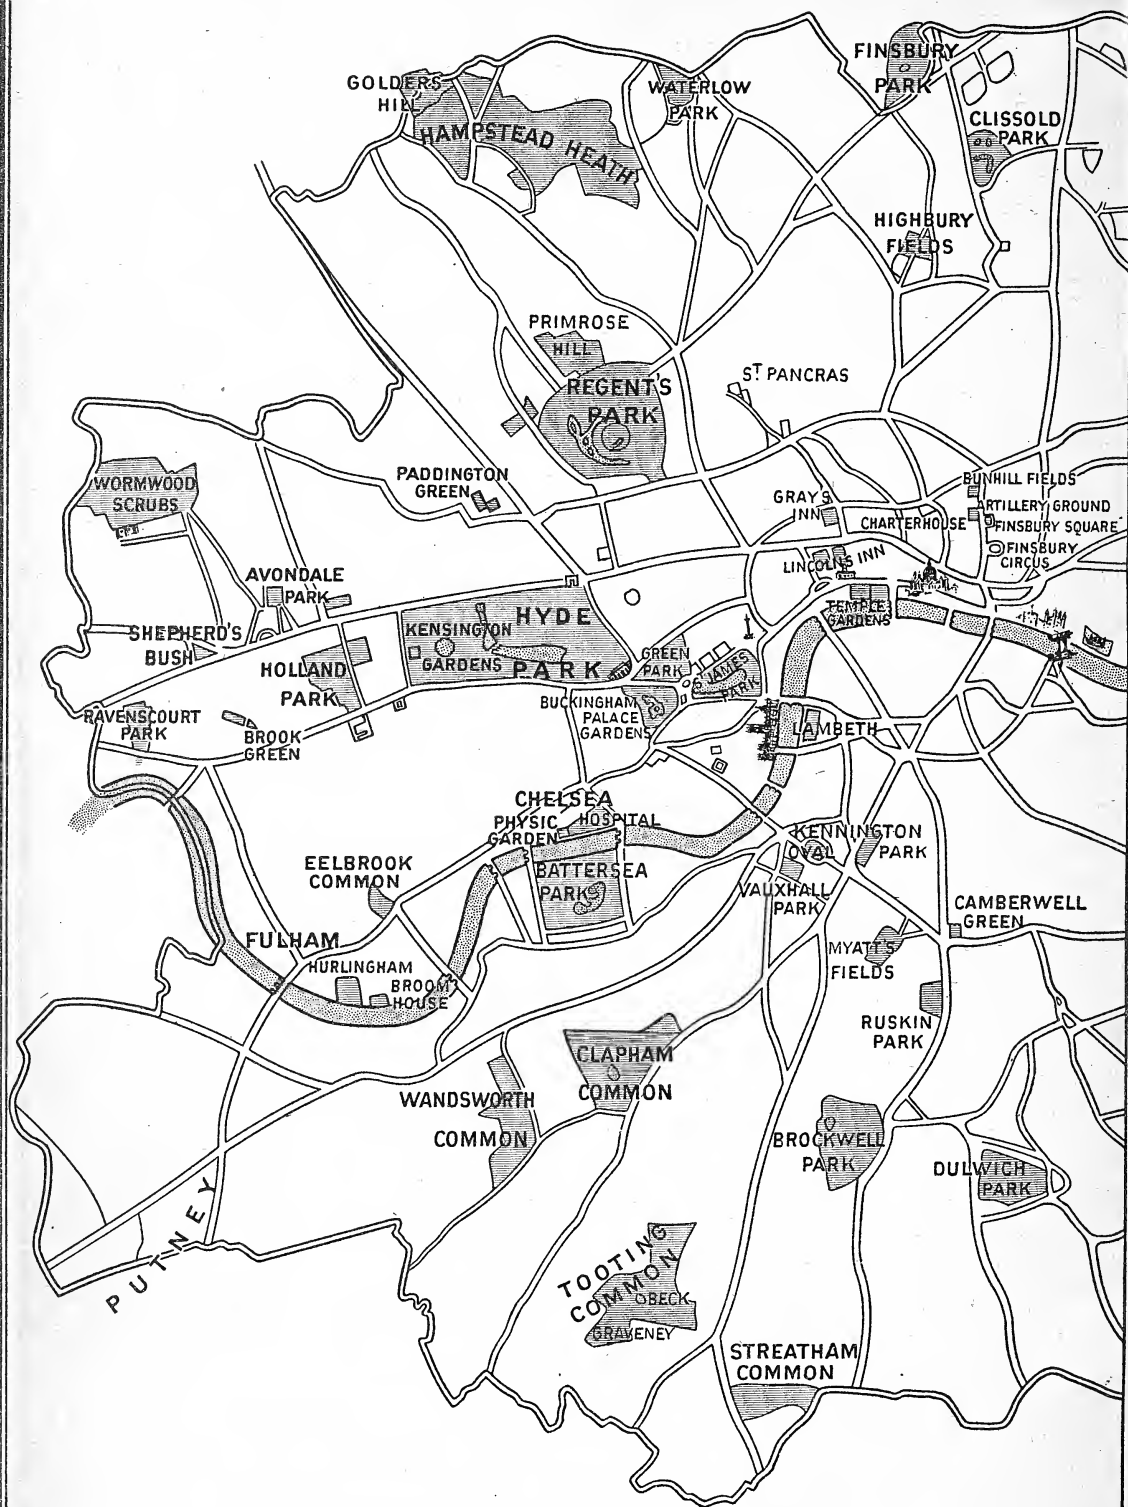 FINSBURY
PARK
GOLDERS
HILL
WATERLOW
PARK
HAMPSTEAD HEATH
CLISSOLD
PARK
HIGHBURY
FIELDS
PRIMROSE
HILL
REGENT'S
PARK
ST PANCRAS
WORMWOOD
SCRUBS
PADDINGTON
GREEN
GRAY'S
INN
BUNHILL FIELDS
ARTILLERY GROUND
CHARTERHOUSE
FINSBURY SQUARE
FINSBURY
CIRCUS
LINCOLNS INN
AVONDALE
PARK
TEMPLE
GARDENS
HYDE
PARK
KENSINGTON
GARDENS
SHEPHERD'S
BUSH
HOLLAND
PARK
GREEN
PARK
ST JAMES
PARK
BUCKINGHAM
PALACE
GARDENS
RAVENSCOURT
PARK
BROOK
GREEN
LAMBETH
CHELSEA
HOSPITAL
PHYSIC
GARDEN
KENNINGTON
OVAL
PARK
EELBROOK
COMMON
BATTERSEA
PARK
VAUXHALL
PARK
CAMBERWELL
GREEN
FULHAM
MYATT'S
FIELDS
HURLINGHAM
BROOM
HOUSE
RUSKIN
PARK
CLAPHAM
COMMON
WANDSWORTH
COMMON
BROCKWELL
PARK
DULWICH
PARK
PUTNEY
TOOTING
COMMON
BECK
GRAVENEY
STREATHAM
COMMON